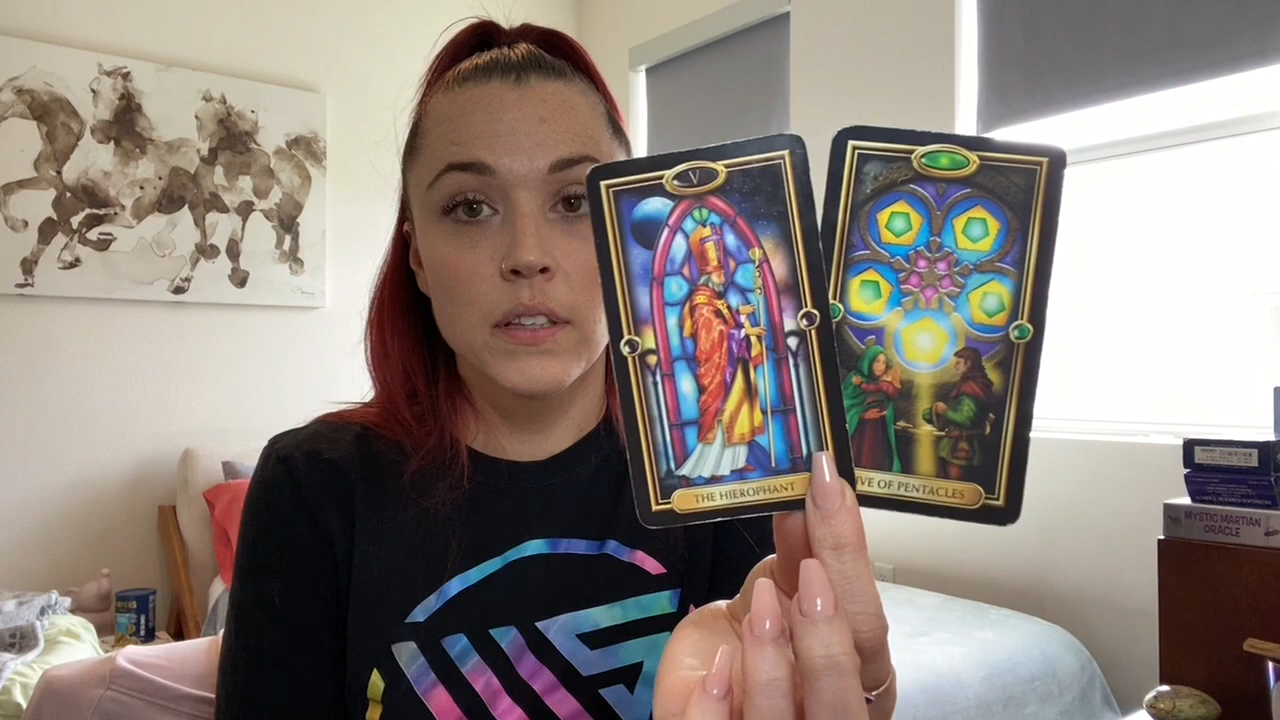 V
THE HIEROPHANT
IVE OF PENTACLES
MYSTIC MARTIAN
ORACLE